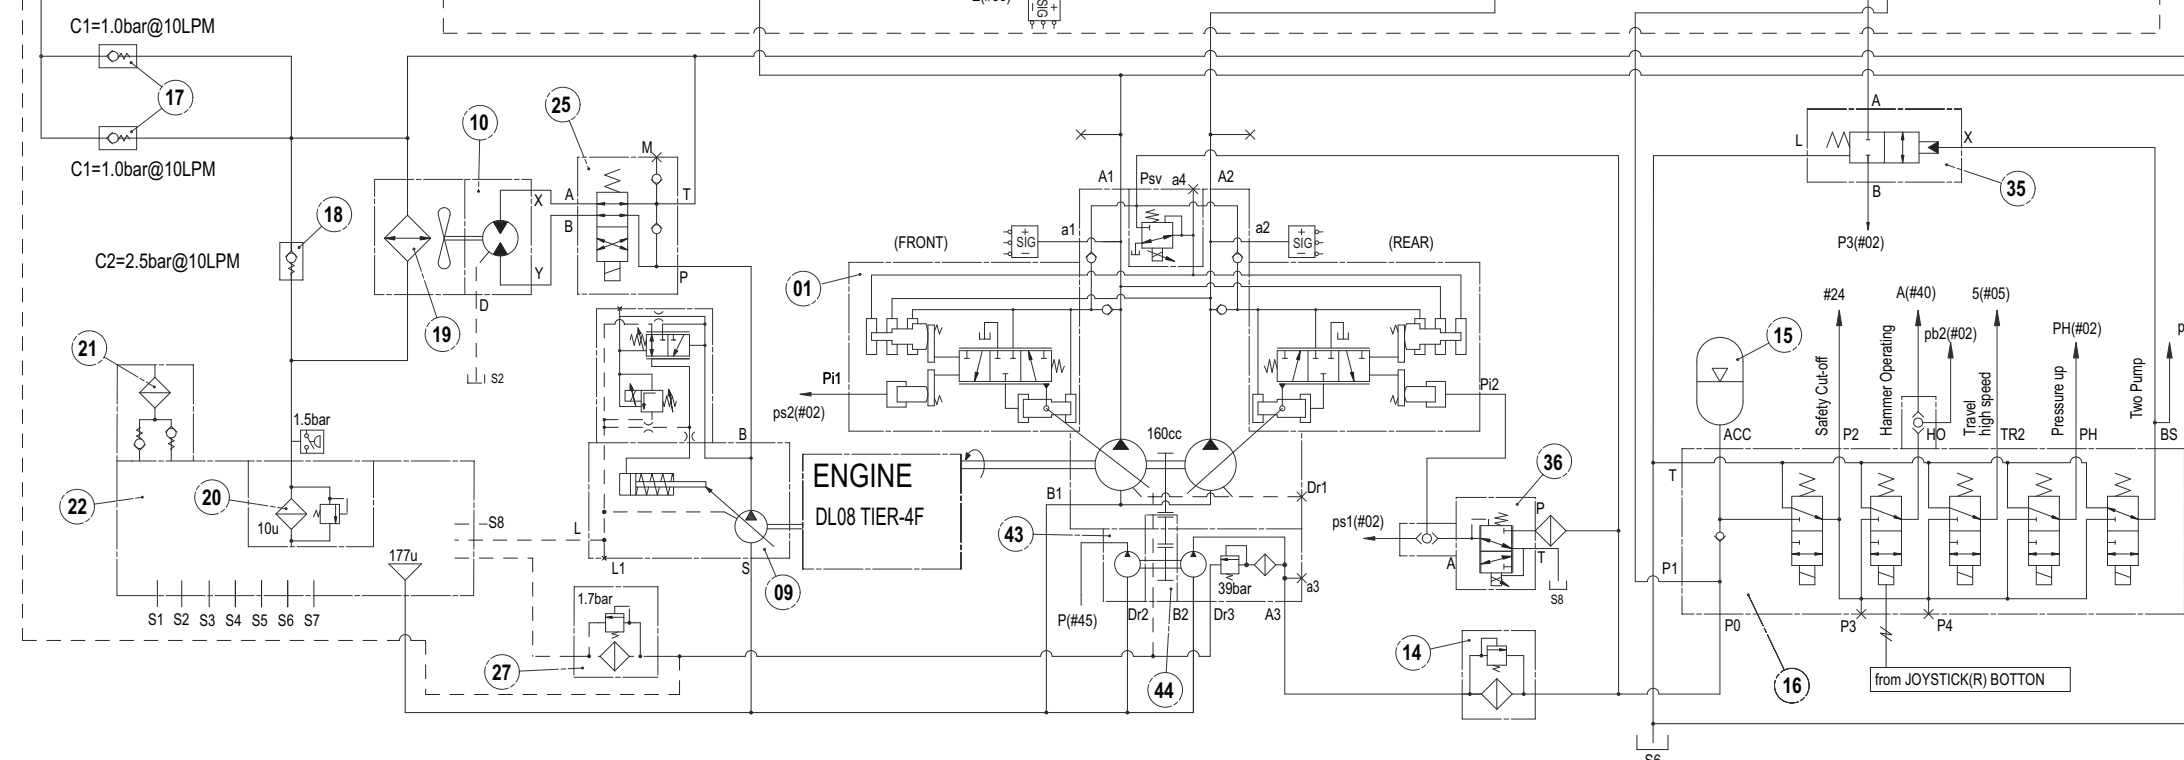 C1=1.0bar@10LPM
17
C1=1.0bar@10LPM
10
25
M
A
X
T
B
18
C2=2.5bar@10LPM
Y
P
D
19
S2
21
1.5bar
22
20
10u
177u
S8
S1 S2 S3 S4 S5 S6 S7
L
L1
B
S
09
1.7bar
27
ENGINE
DL08 TIER-4F
SIG
+
SIG
−
A1
Psv
a4
A2
a1
a2
+
SIG
−
(FRONT)
(REAR)
01
Pi1
ps2(#02)
Pi2
160cc
B1
Dr1
43
39bar
a3
P(#45)
Dr2
B2
Dr3
A3
44
36
P
ps1(#02)
A
T
S8
14
A
L
X
B
35
P3(#02)
#24
A(#40)
pb2(#02)
5(#05)
PH(#02)
15
Safety Cut-off
Hammer Operating
Travel
high speed
Pressure up
Two Pump
ACC
P2
HO
TR2
PH
BS
T
P1
P0
P3
P4
16
from JOYSTICK(R) BOTTON